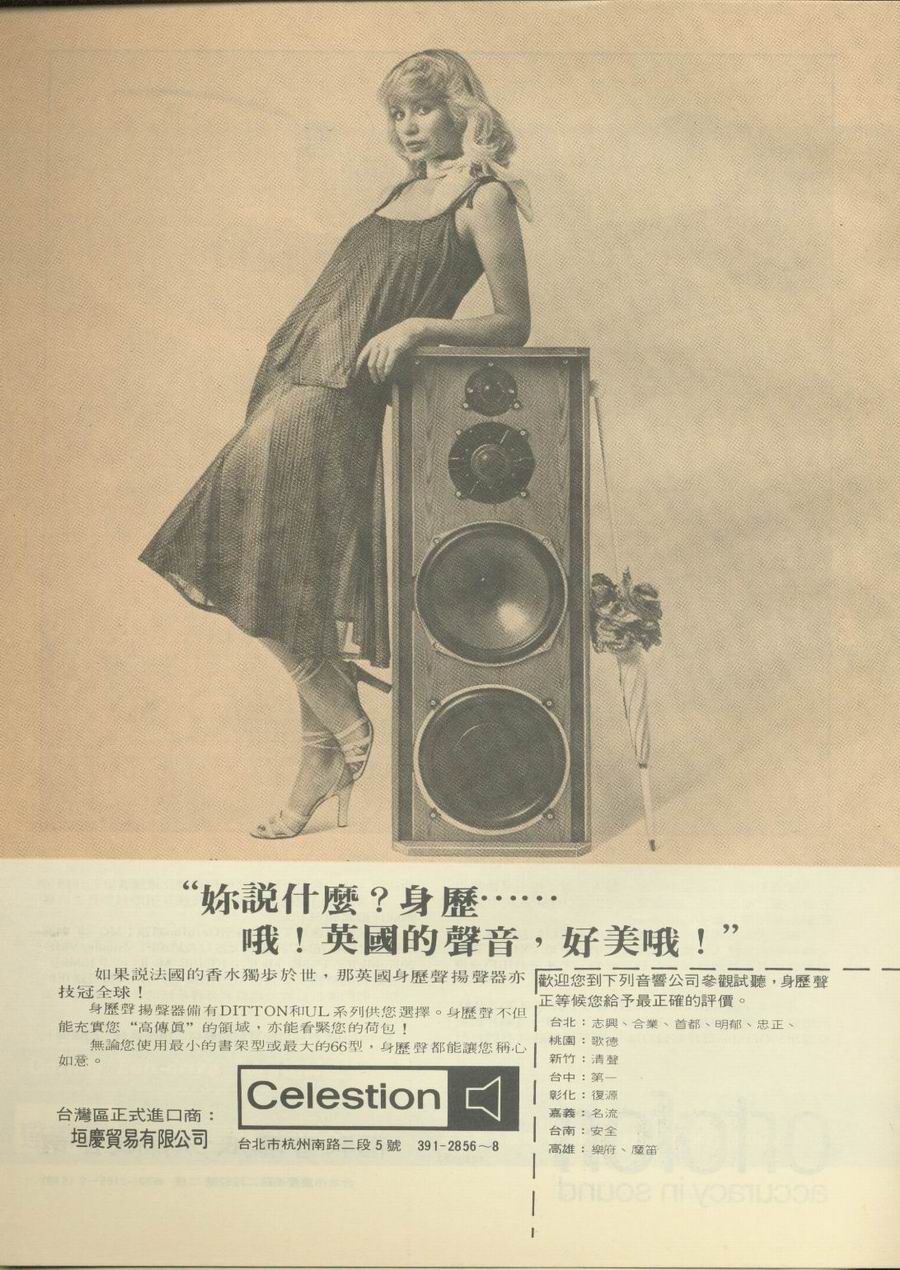 “妳説什麼？身歷⋯⋯
哦！英國的聲音，好美哦！”
如果説法國的香水獨步於世，那英國身歷聲揚聲器亦
技冠全球！
身歷聲揚聲器備有DITTON和UL系列供您選擇。身歷聲不但
能充實您“高傳眞”的領域，亦能看緊您的荷包！
無論您使用最小的書架型或最大的66型，身歷聲都能讓您稱心
如意。
Celestion
台灣區正式進口商：
垣慶貿易有限公司
台北市杭州南路二段5號 391-2856～8
歡迎您到下列音響公司參觀試聽，身歷聲
正等候您給予最正確的評價。
台北：志興、合業、首都、明郁、忠正、
桃園：歌德
新竹：清聲
台中：第一
彰化：復源
嘉義：名流
台南：安全
高雄：樂府、魔笛
accuracy in sound